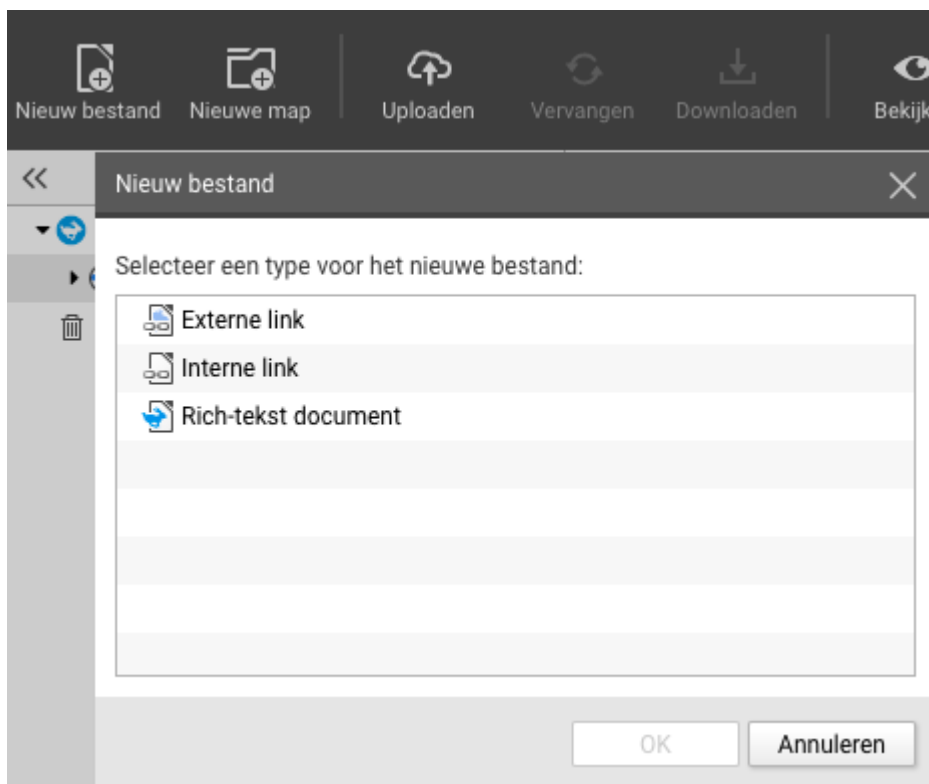 Nieuw bestand Nieuwe map Uploaden Vervangen Downloaden Bekijk
Nieuw bestand
Selecteer een type voor het nieuwe bestand:
Externe link
Interne link
Rich-tekst document
OK Annuleren